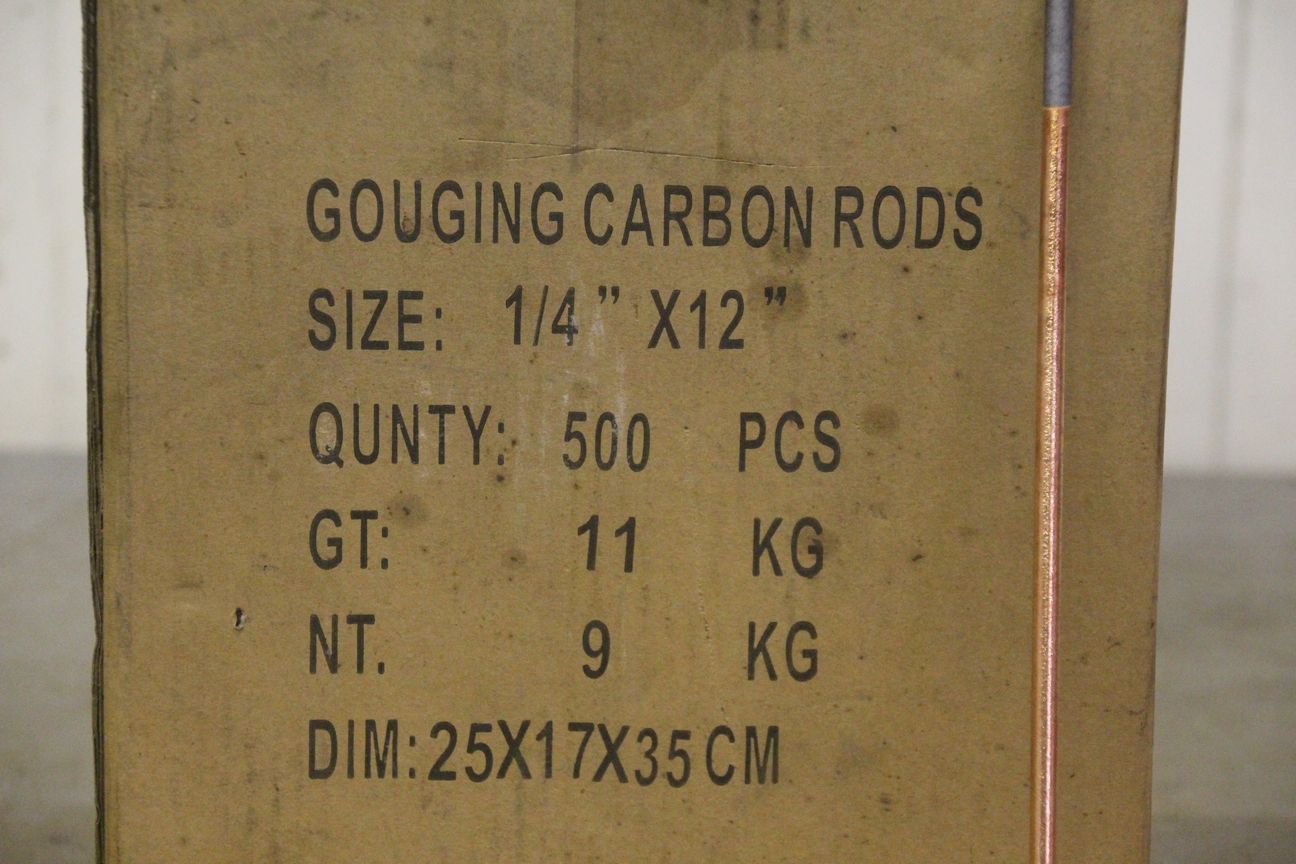 GOUGING CARBON RODS
SIZE: 1/4" X12"
QUNTY: 500 PCS
GT: 11 KG
NT. 9 KG
DIM:25X17X35CM